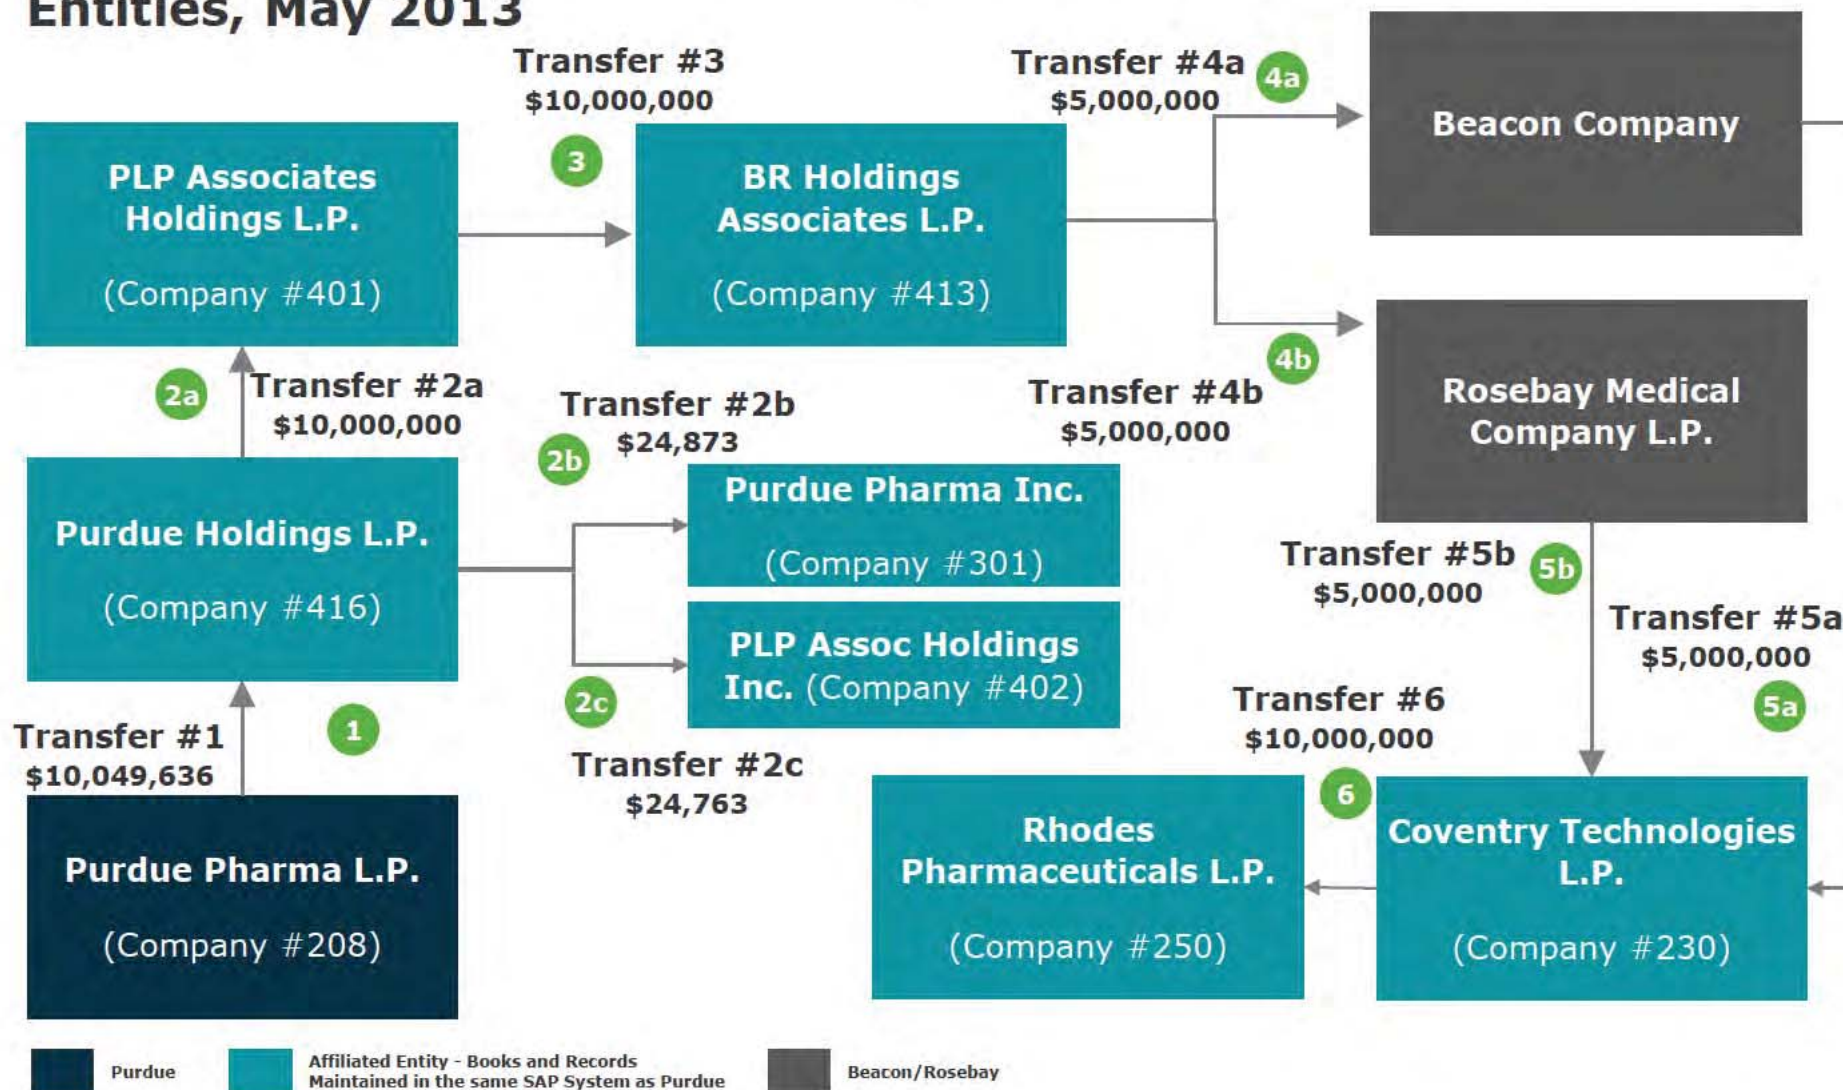 Entities, May 2013
Transfer #3
$10,000,000
3
Transfer #4a
$5,000,000
4a
PLP Associates
Holdings L.P.
(Company #401)
BR Holdings
Associates L.P.
(Company #413)
Beacon Company
2a
Transfer #2a
$10,000,000
Transfer #2b
$24,873
2b
Transfer #4b
$5,000,000
4b
Rosebay Medical
Company L.P.
Purdue Holdings L.P.
(Company #416)
Purdue Pharma Inc.
(Company #301)
PLP Assoc Holdings
Inc. (Company #402)
2c
Transfer #2c
$24,763
Transfer #5b
$5,000,000
5b
Transfer #5a
$5,000,000
5a
Transfer #1
$10,049,636
1
Transfer #6
$10,000,000
6
Purdue Pharma L.P.
(Company #208)
Rhodes
Pharmaceuticals L.P.
(Company #250)
Coventry Technologies
L.P.
(Company #230)
Purdue
Affiliated Entity - Books and Records
Maintained in the same SAP System as Purdue
Beacon/Rosebay